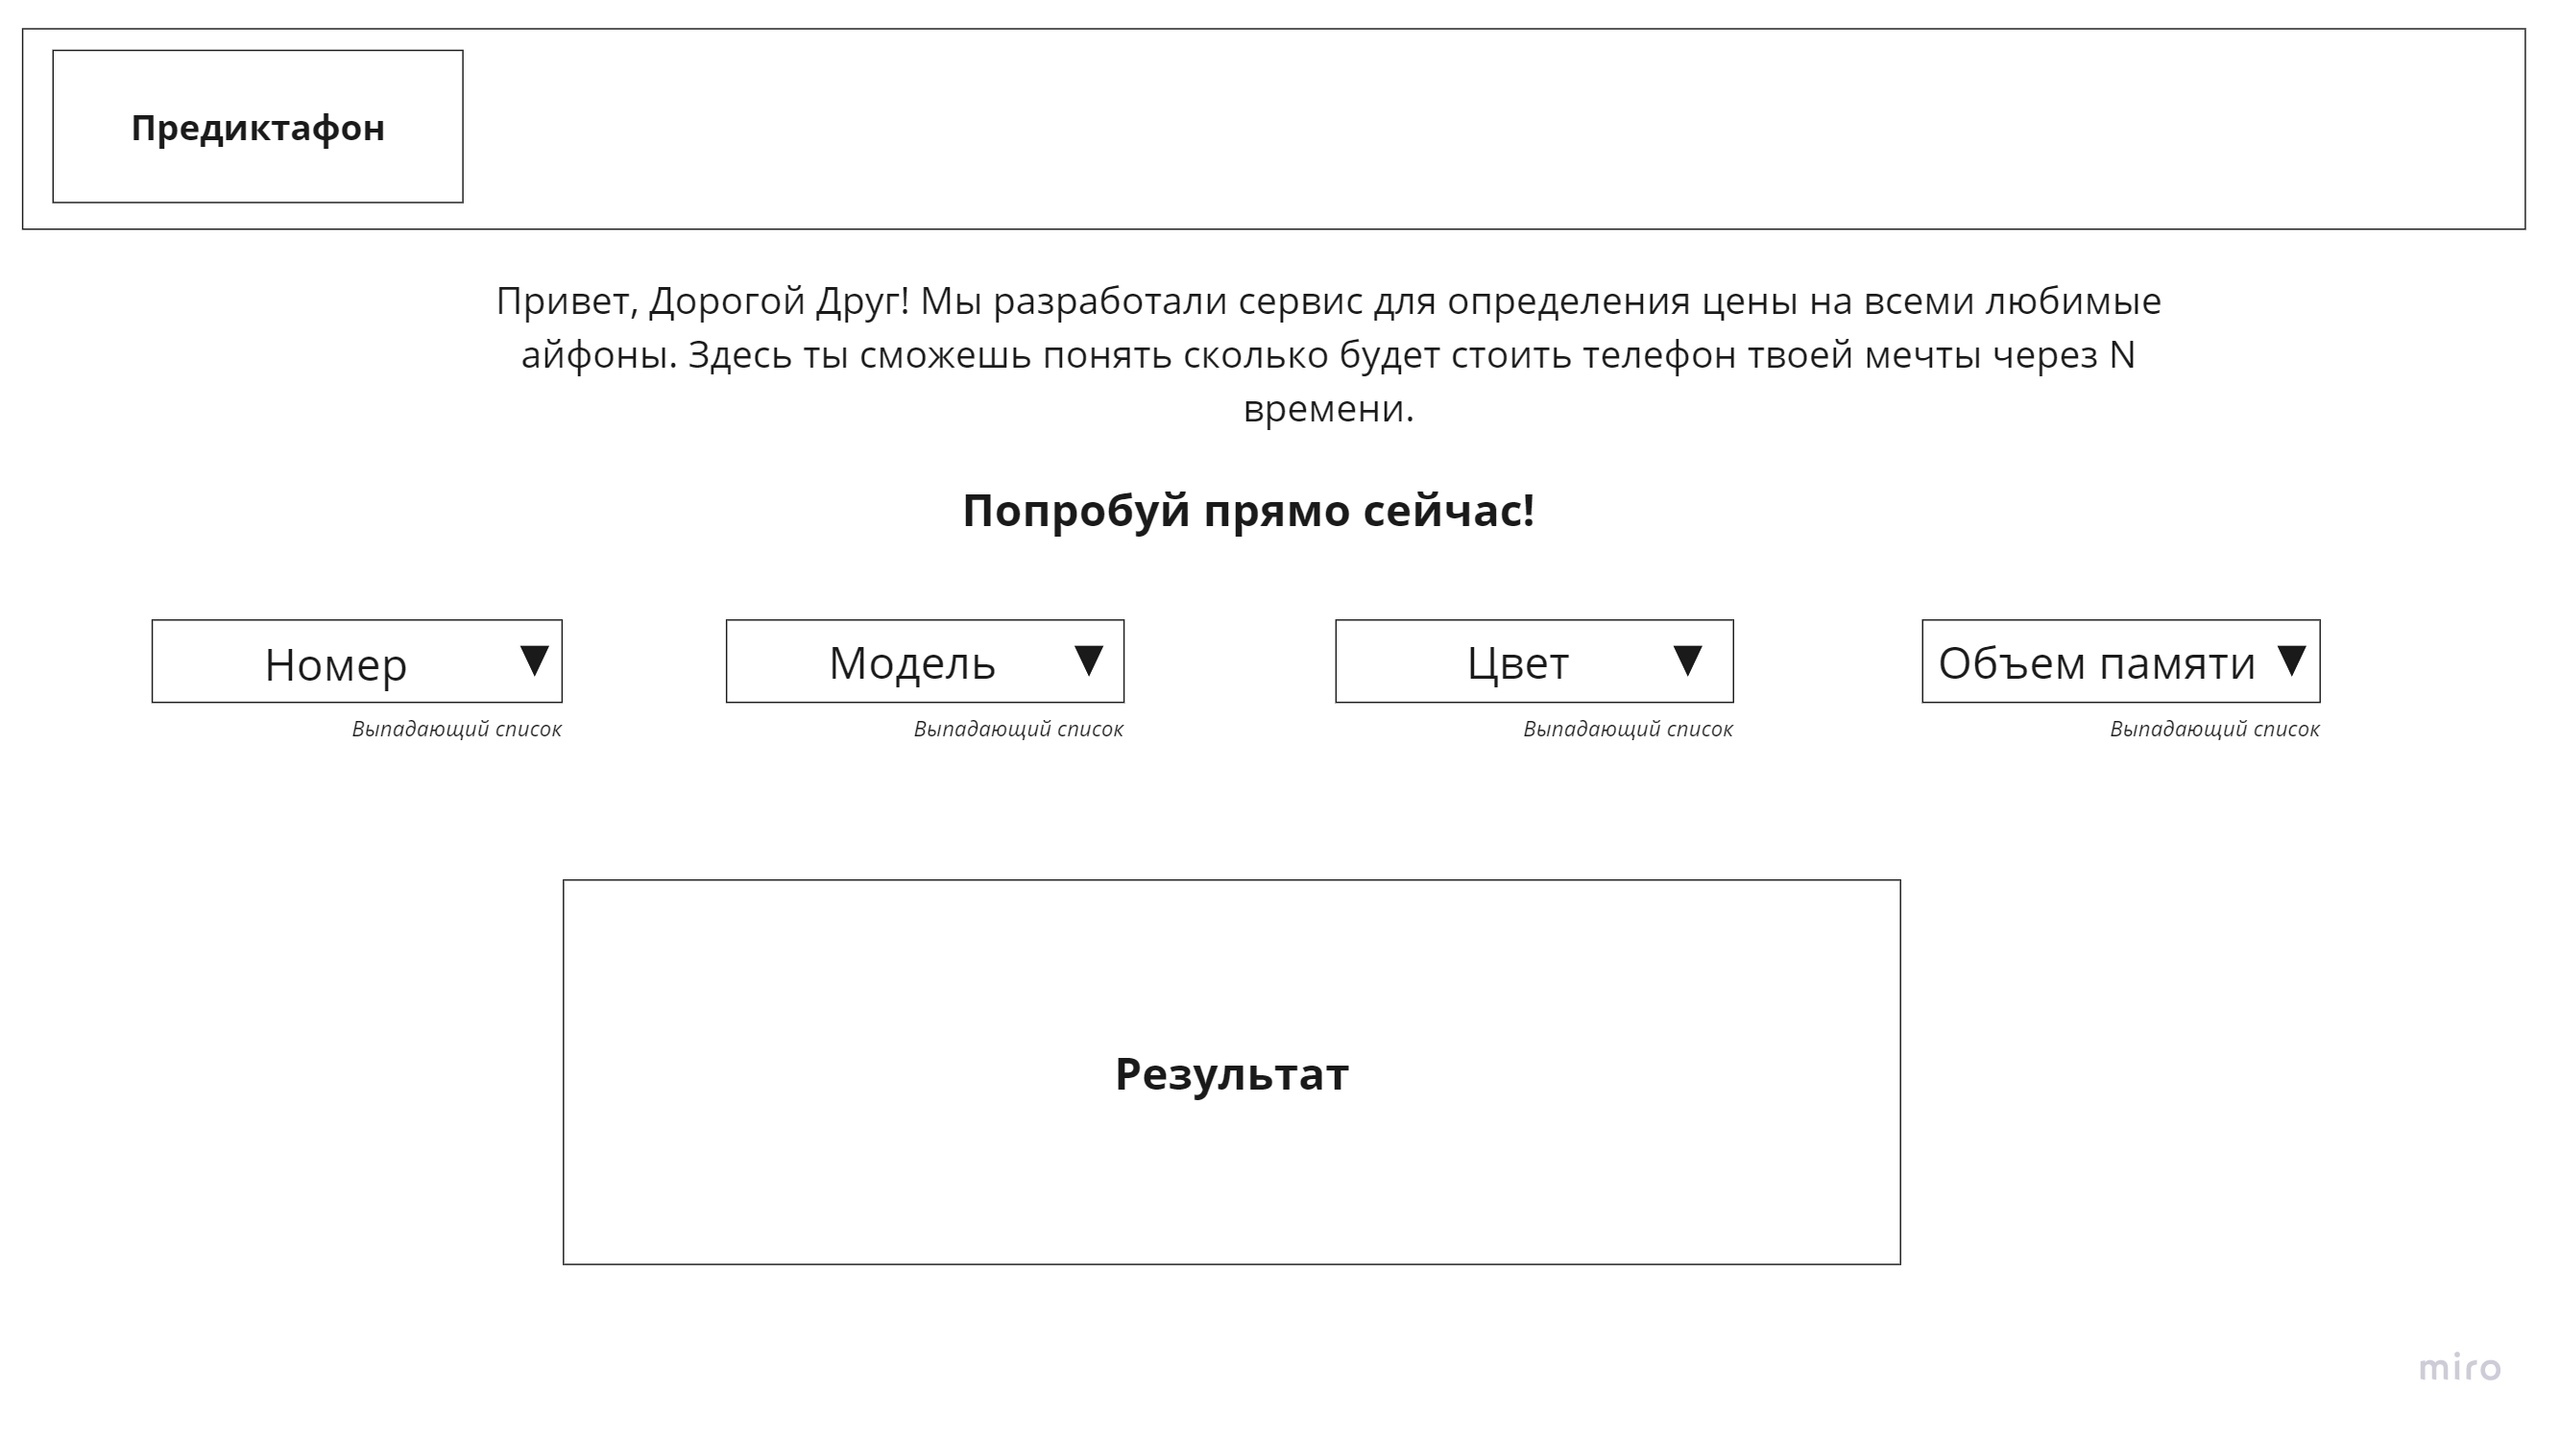 Предиктафон
Привет, Дорогой Друг! Мы разработали сервис для определения цены на всеми любимые
айфоны. Здесь ты сможешь понять сколько будет стоить телефон твоей мечты через N
времени.
Попробуй прямо сейчас!
Номер ▼ Модель ▼ Цвет ▼ Объем памяти ▼
Выпадающий список Выпадающий список Выпадающий список Выпадающий список
Результат
miro